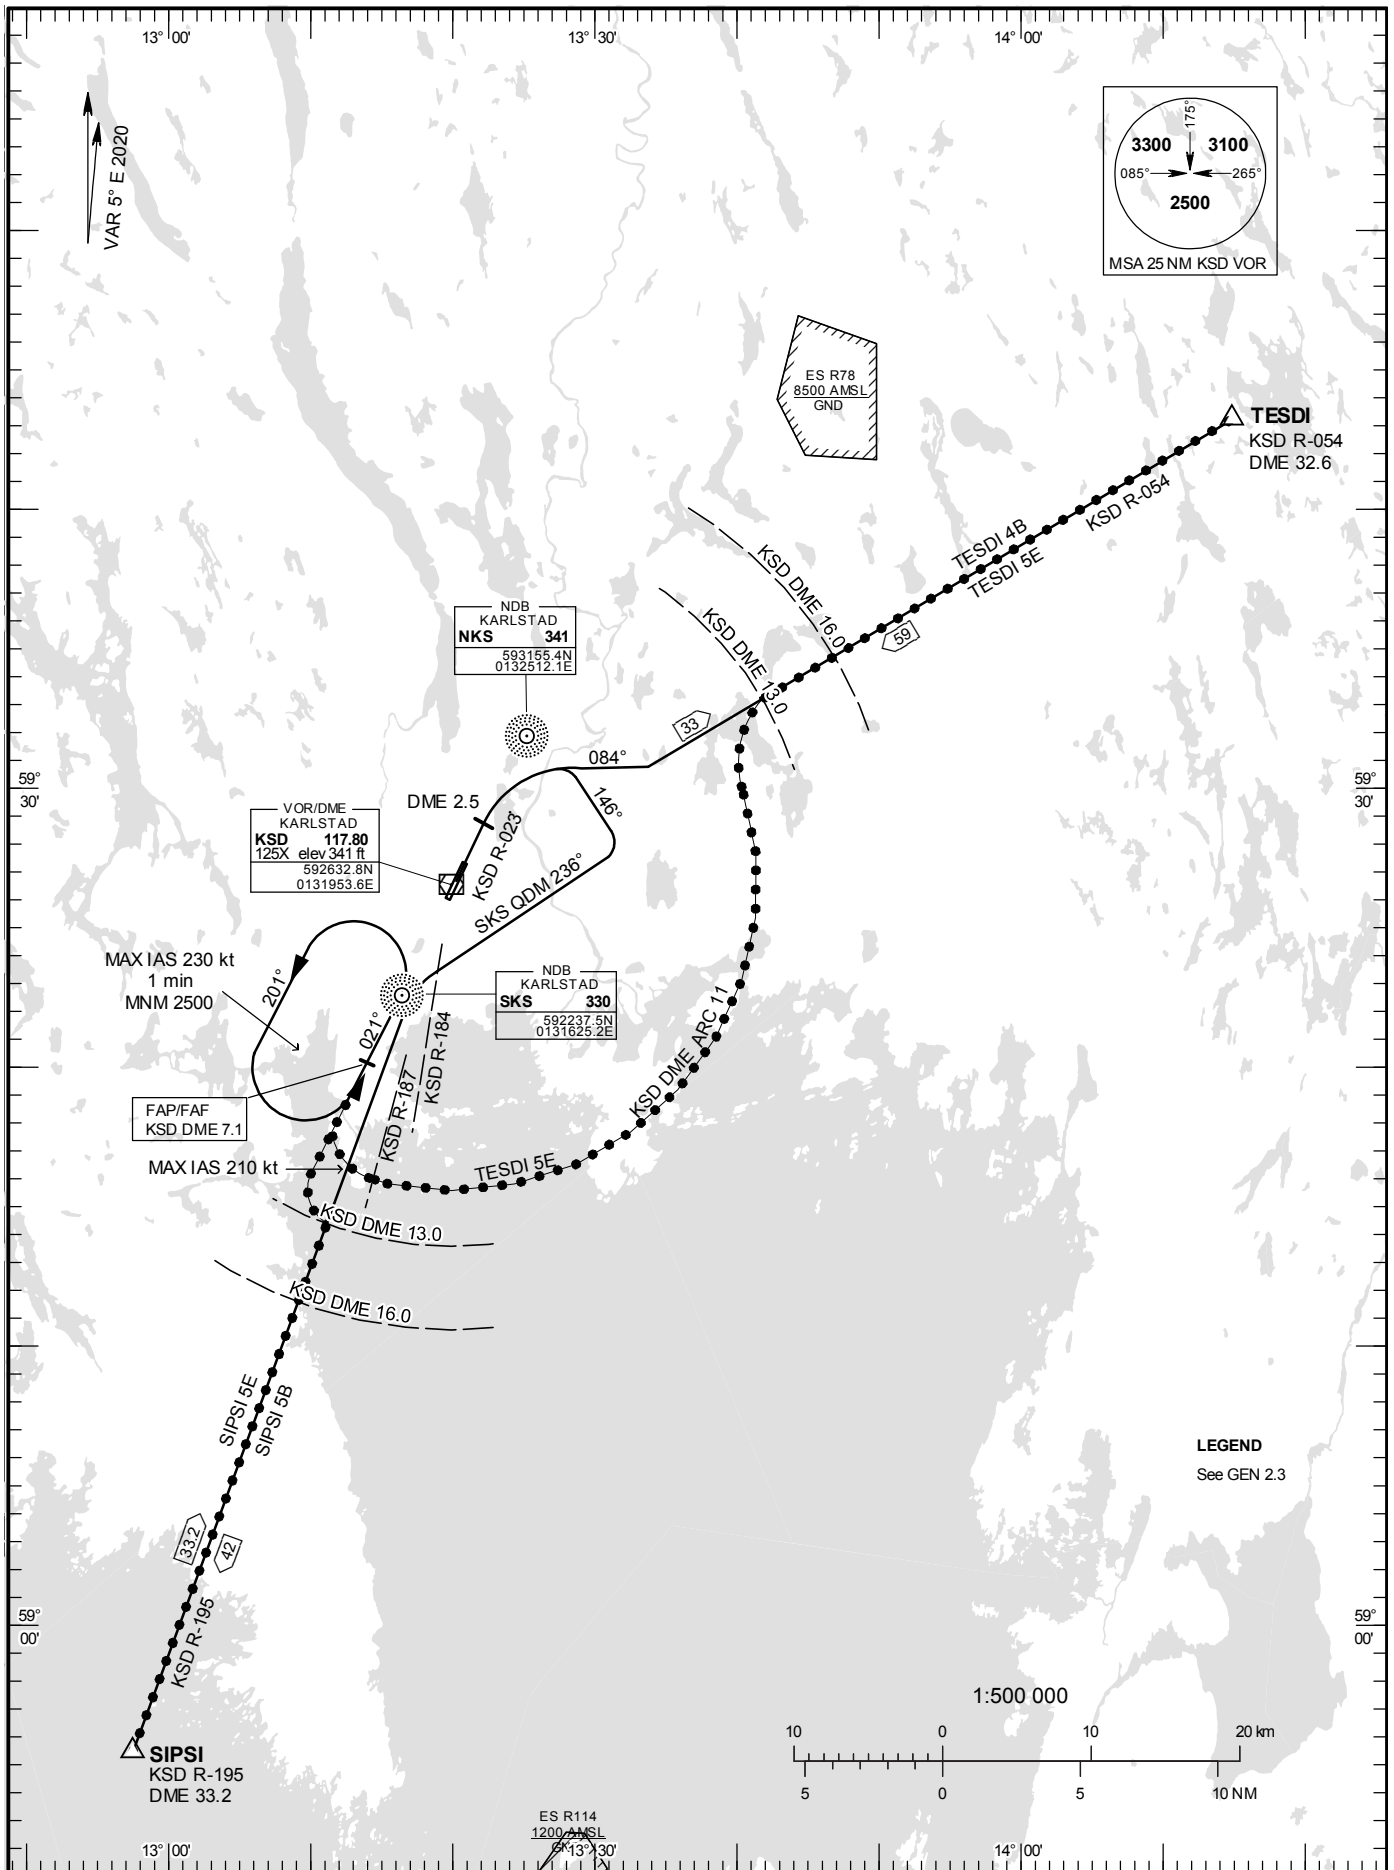 13° 00'
13° 30'
14° 00'
VAR 5° E 2020
175°
3300
3100
085°
265°
2500
MSA 25 NM KSD VOR
ES R78
8500 AMSL
GND
TESDI
KSD R-054
DME 32.6
KSD R-054
TESDI 4B
TESDI 5E
KSD DME 16.0
59
KSD DME 13.0
NDB
KARLSTAD
NKS 341
593155.4N
0132512.1E
33
084°
59°
30'
59°
30'
146°
DME 2.5
KSD R-023
VOR/DME
KARLSTAD
KSD 117.80
125X elev 341 ft
592632.8N
0131953.6E
SKS QDM 236°
MAX IAS 230 kt
1 min
MNM 2500
201°
NDB
KARLSTAD
SKS 330
592237.5N
0131625.2E
021°
KSD R-184
KSD R-187
KSD DME ARC 11
FAP/FAF
KSD DME 7.1
MAX IAS 210 kt
TESDI 5E
KSD DME 13.0
KSD DME 16.0
SIPSI 5E
SIPSI 5B
LEGEND
See GEN 2.3
33.2
42
KSD R-195
59°
00'
59°
00'
1:500 000
10 0 10 20 km
5 0 5 10 NM
SIPSI
KSD R-195
DME 33.2
ES R114
1200 AMSL
13° 00'
13° 30'
14° 00'